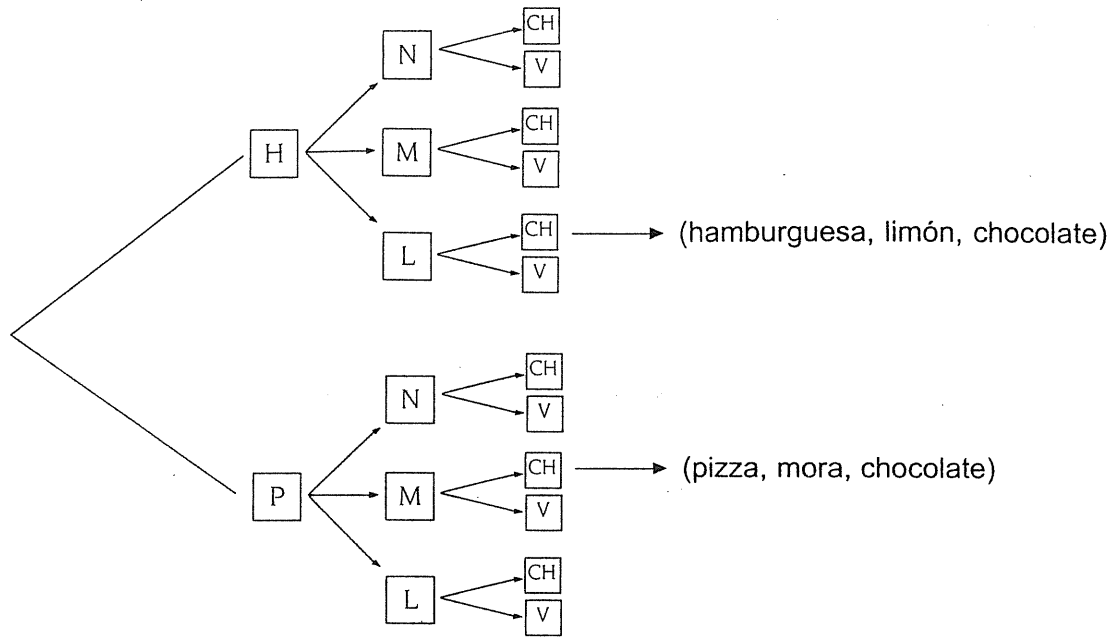 CH
N
V
CH
H
M
V
CH → (hamburguesa, limón, chocolate)
L
V
CH
N
V
CH → (pizza, mora, chocolate)
P
M
V
CH
L
V